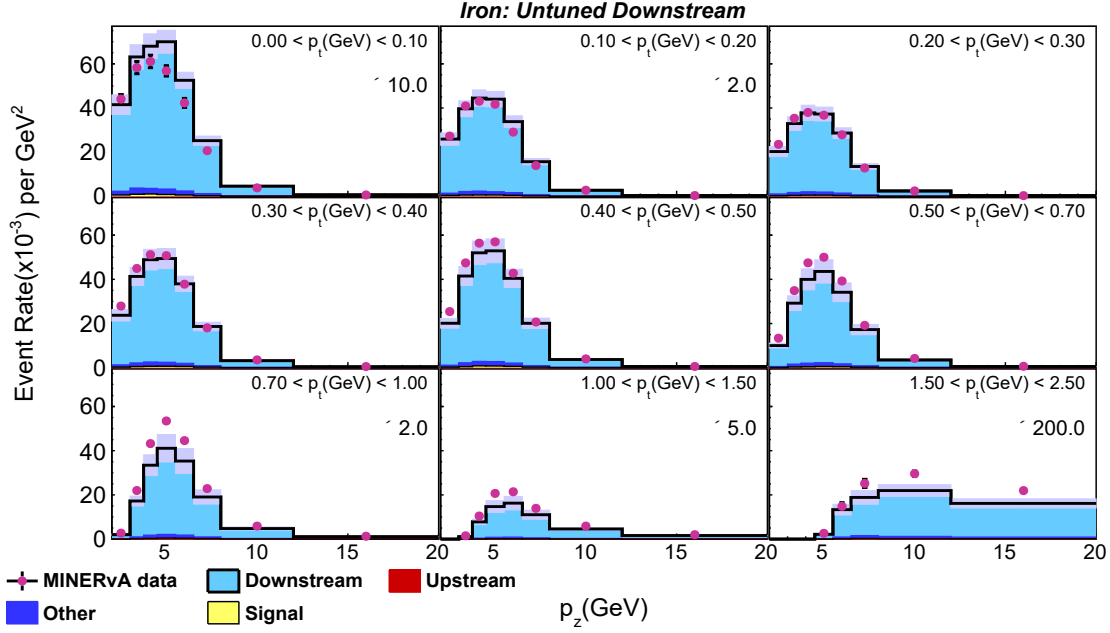 Iron: Untuned Downstream
0.00 < p_t(GeV) < 0.10
0.10 < p_t(GeV) < 0.20
0.20 < p_t(GeV) < 0.30
´ 10.0
´ 2.0
60
40
20
0
0.30 < p_t(GeV) < 0.40
0.40 < p_t(GeV) < 0.50
0.50 < p_t(GeV) < 0.70
60
40
20
0
0.70 < p_t(GeV) < 1.00
1.00 < p_t(GeV) < 1.50
1.50 < p_t(GeV) < 2.50
´ 2.0
´ 5.0
´ 200.0
60
40
20
0
5 10 15 20 5 10 15 20 5 10 15 20
Event Rate(x10⁻³) per GeV²
p_z(GeV)
MINERvA data
Downstream
Upstream
Other
Signal